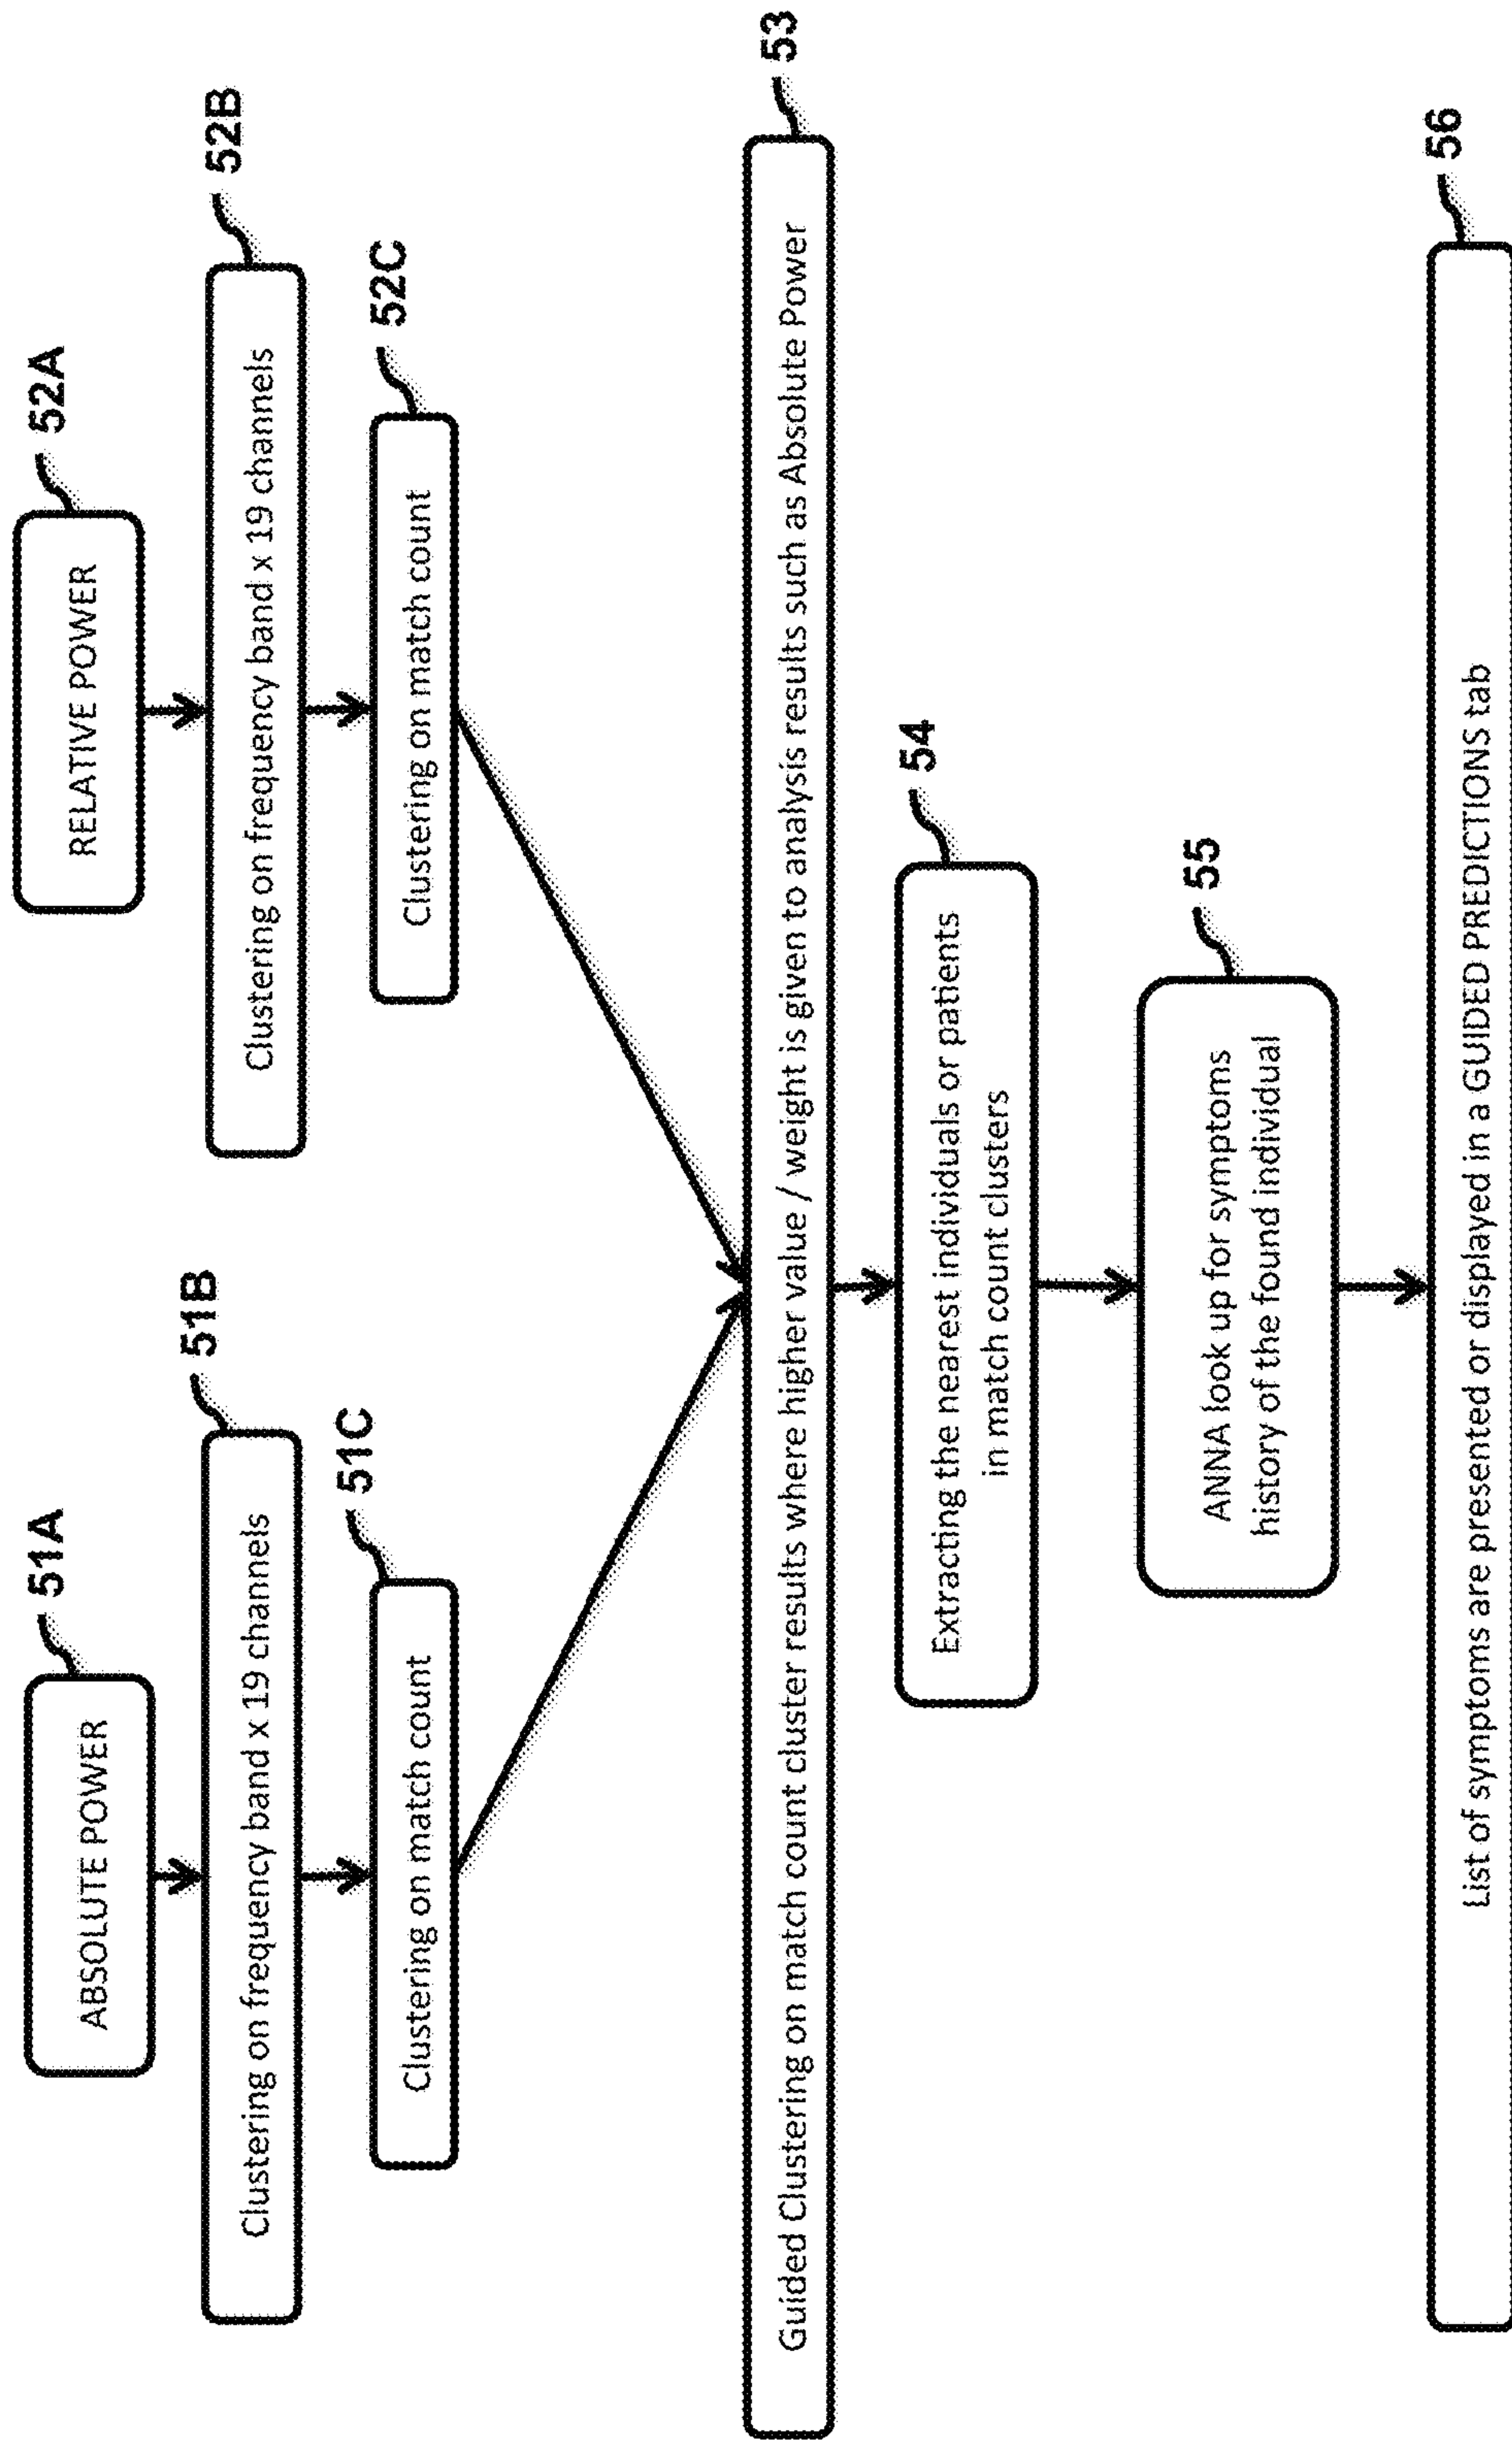 ABSOLUTE POWER
51A
RELATIVE POWER
52A
Clustering on frequency band x 19 channels
51B
Clustering on frequency band x 19 channels
52B
Clustering on match count
51C
Clustering on match count
52C
Guided Clustering on match count cluster results where higher value / weight is given to analysis results such as Absolute Power
53
Extracting the nearest individuals or patients
in match count clusters
54
ANNA look up for symptoms
history of the found individual
55
List of symptoms are presented or displayed in a GUIDED PREDICTIONS tab
56